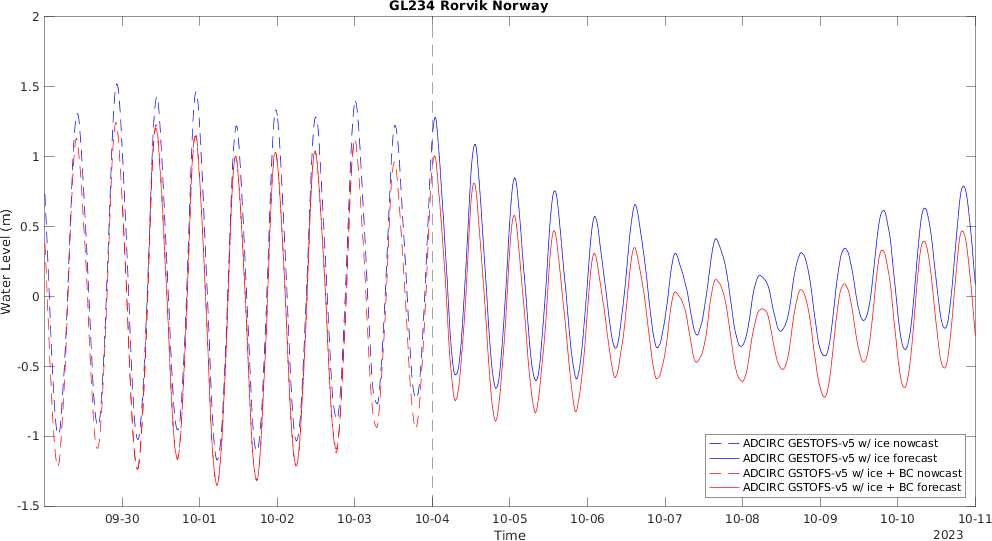 GL234 Rorvik Norway
2
1.5
1
0.5
0
-0.5
-1
-1.5
Water Level (m)
09-30 10-01 10-02 10-03 10-04 10-05 10-06 10-07 10-08 10-09 10-10 10-11
Time
2023
ADCIRC GESTOFS-v5 w/ ice nowcast
ADCIRC GESTOFS-v5 w/ ice forecast
ADCIRC GSTOFS-v5 w/ ice + BC nowcast
ADCIRC GSTOFS-v5 w/ ice + BC forecast